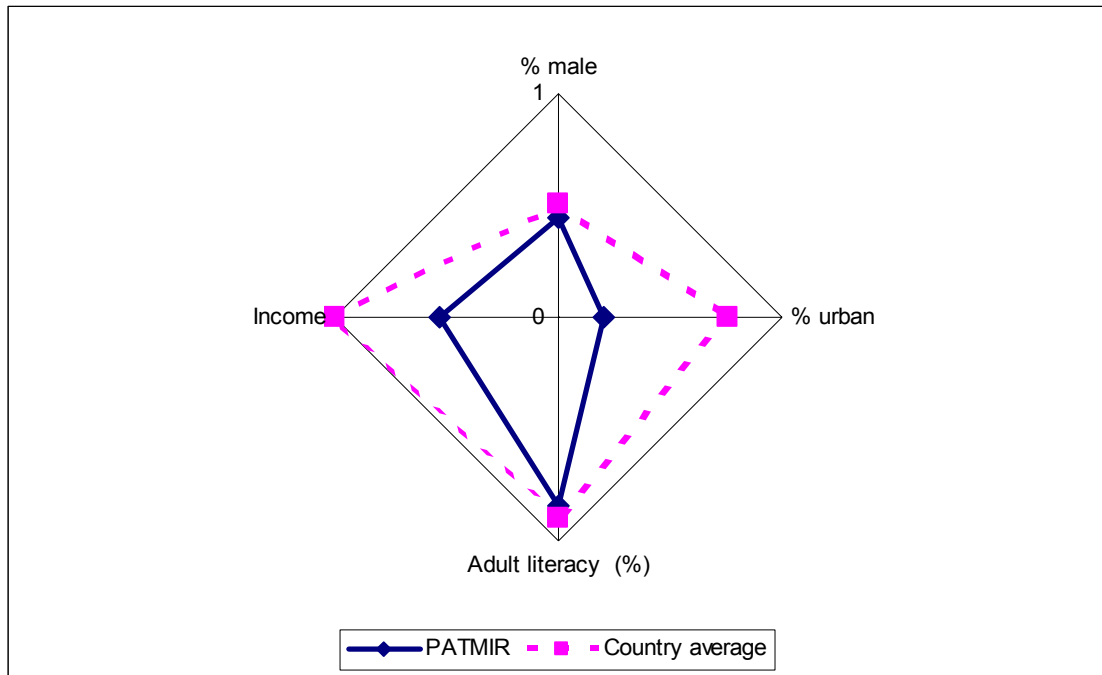 % male
1
Income
0
% urban
Adult literacy (%)
PATMIR
Country average